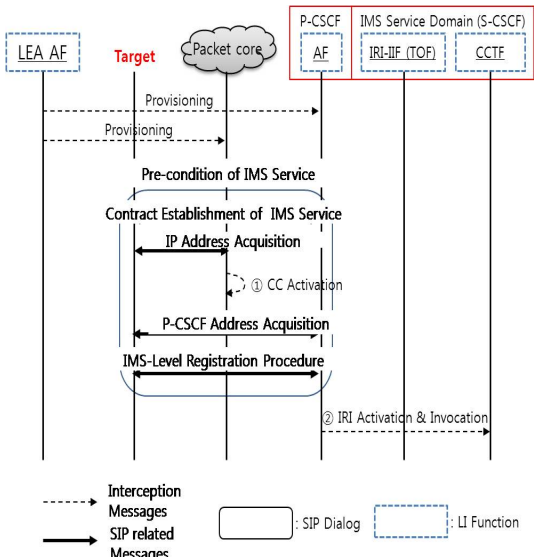 P-CSCF
IMS Service Domain (S-CSCF)
LEA AF
Target
Packet core
AF
IRI-IIF (TOF)
CCTF
Provisioning
Provisioning
Pre-condition of IMS Service
Contract Establishment of IMS Service
IP Address Acquisition
① CC Activation
P-CSCF Address Acquisition
IMS-Level Registration Procedure
② IRI Activation & Invocation
Interception
Messages
SIP related
Messages
: SIP Dialog
: LI Function